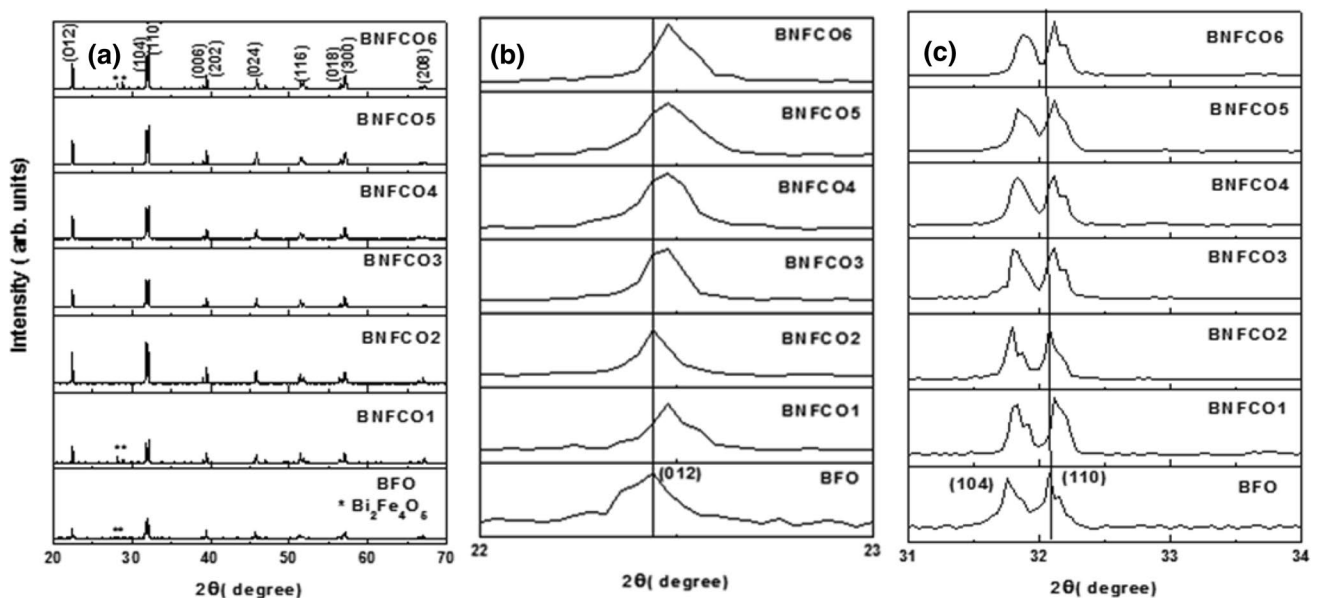 Intensity ( arb. units)
(a)
(012)
(104)
(110)
(006)
(202)
(024)
(116)
(018)
(300)
(208)
**
BNFCO6
BNFCO5
BNFCO4
BNFCO3
BNFCO2
BNFCO1
**
BFO
* Bi₂Fe₄O₅
**
20 30 40 50 60 70
2θ( degree)
(b)
BNFCO6
BNFCO5
BNFCO4
BNFCO3
BNFCO2
BNFCO1
(012)
BFO
22 23
2θ( degree)
(c)
BNFCO6
BNFCO5
BNFCO4
BNFCO3
BNFCO2
BNFCO1
(104) (110)
BFO
31 32 33 34
2θ( degree)